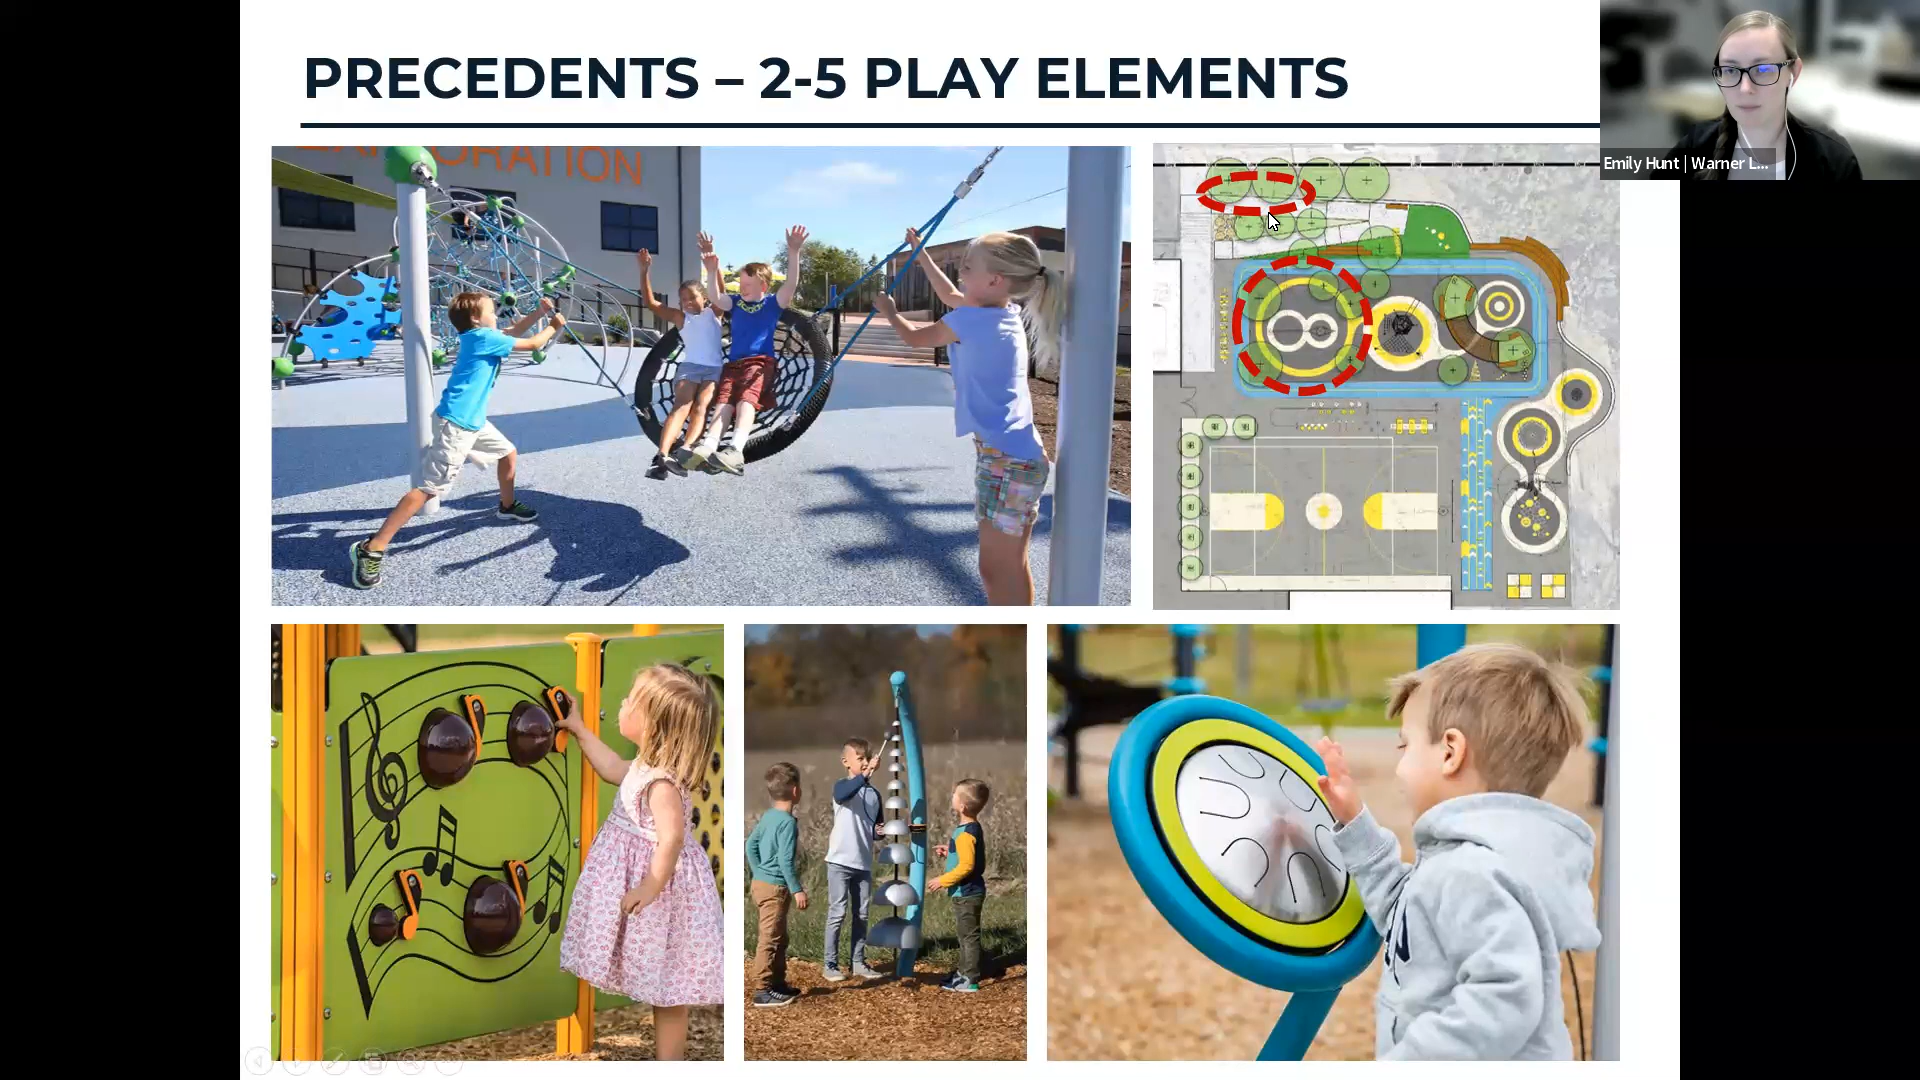 PRECEDENTS – 2-5 PLAY ELEMENTS
Emily Hunt | Warner L...